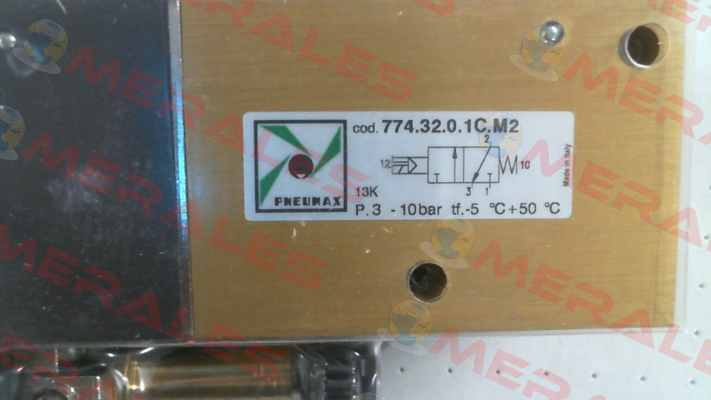 cod. 774.32.0.1C.M2
2
12
10
3 1
13K
PNEUMAX
P. 3 - 10bar tf.-5 °C +50 °C
Made in Italy
MERALES
MERALES
MERALES
MERALES
MERALES
MERALES